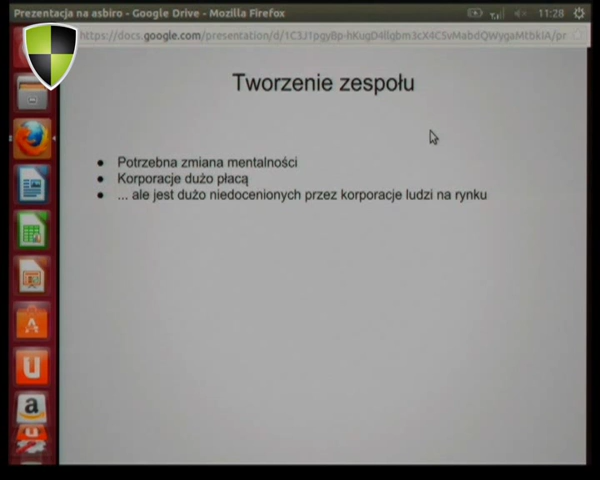 Prezentacja na asbiro - Google Drive - Mozilla Firefox
11:28
Tworzenie zespołu
● Potrzebna zmiana mentalności
● Korporacje dużo płacą
● ... ale jest dużo niedocenionych przez korporacje ludzi na rynku